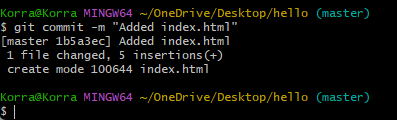 Korra@Korra MINGW64 ~/OneDrive/Desktop/hello (master)
$ git commit -m "Added index.html"
[master 1b5a3ec] Added index.html
 1 file changed, 5 insertions(+)
 create mode 100644 index.html
Korra@Korra MINGW64 ~/OneDrive/Desktop/hello (master)
$